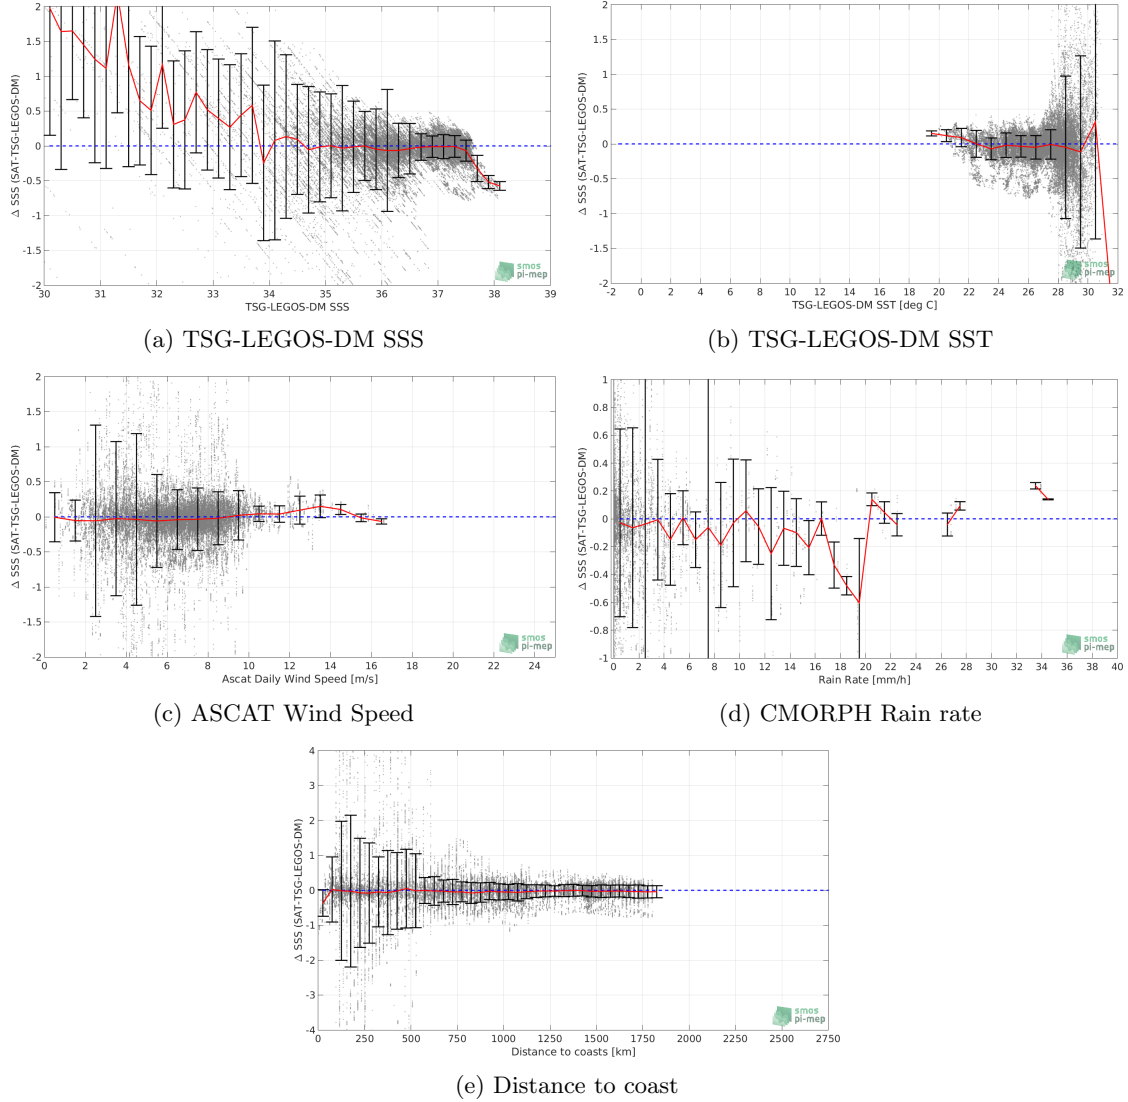 Δ SSS (SAT-TSG-LEGOS-DM)
2
1.5
1
0.5
0
-0.5
-1
-1.5
-2
30 31 32 33 34 35 36 37 38 39
TSG-LEGOS-DM SSS
smos
pi-mep
(a) TSG-LEGOS-DM SSS
Δ SSS (SAT-TSG-LEGOS-DM)
2
1.5
1
0.5
0
-0.5
-1
-1.5
-2
-2 0 2 4 6 8 10 12 14 16 18 20 22 24 26 28 30 32
TSG-LEGOS-DM SST [deg C]
smos
pi-mep
(b) TSG-LEGOS-DM SST
Δ SSS (SAT-TSG-LEGOS-DM)
2
1.5
1
0.5
0
-0.5
-1
-1.5
-2
0 2 4 6 8 10 12 14 16 18 20 22 24
Ascat Daily Wind Speed [m/s]
smos
pi-mep
(c) ASCAT Wind Speed
Δ SSS (SAT-TSG-LEGOS-DM)
1
0.8
0.6
0.4
0.2
0
-0.2
-0.4
-0.6
-0.8
-1
0 2 4 6 8 10 12 14 16 18 20 22 24 26 28 30 32 34 36 38 40
Rain Rate [mm/h]
smos
pi-mep
(d) CMORPH Rain rate
Δ SSS (SAT-TSG-LEGOS-DM)
4
3
2
1
0
-1
-2
-3
-4
0 250 500 750 1000 1250 1500 1750 2000 2250 2500 2750
Distance to coasts [km]
smos
pi-mep
(e) Distance to coast